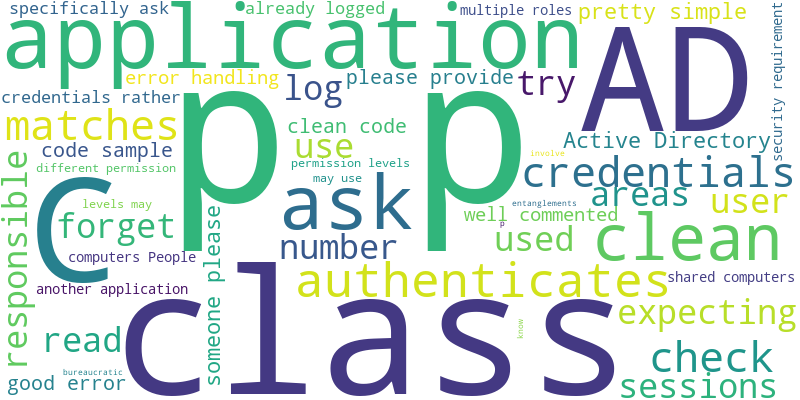 specifically ask
already logged
multiple roles
pretty simple
application
security requirement
AD
error handling
please provide
log
try
credentials rather
p p
matches
clean code
use
Active Directory
code sample
permission levels
different permission
may use
involve
credentials
C
ask
areas
user
responsible
levels may
entanglements
forget
well commented
p
number
used
clean
computers People
someone please
authenticates
shared computers
another application
class
expecting
know
read
check
good error
bureaucratic
sessions